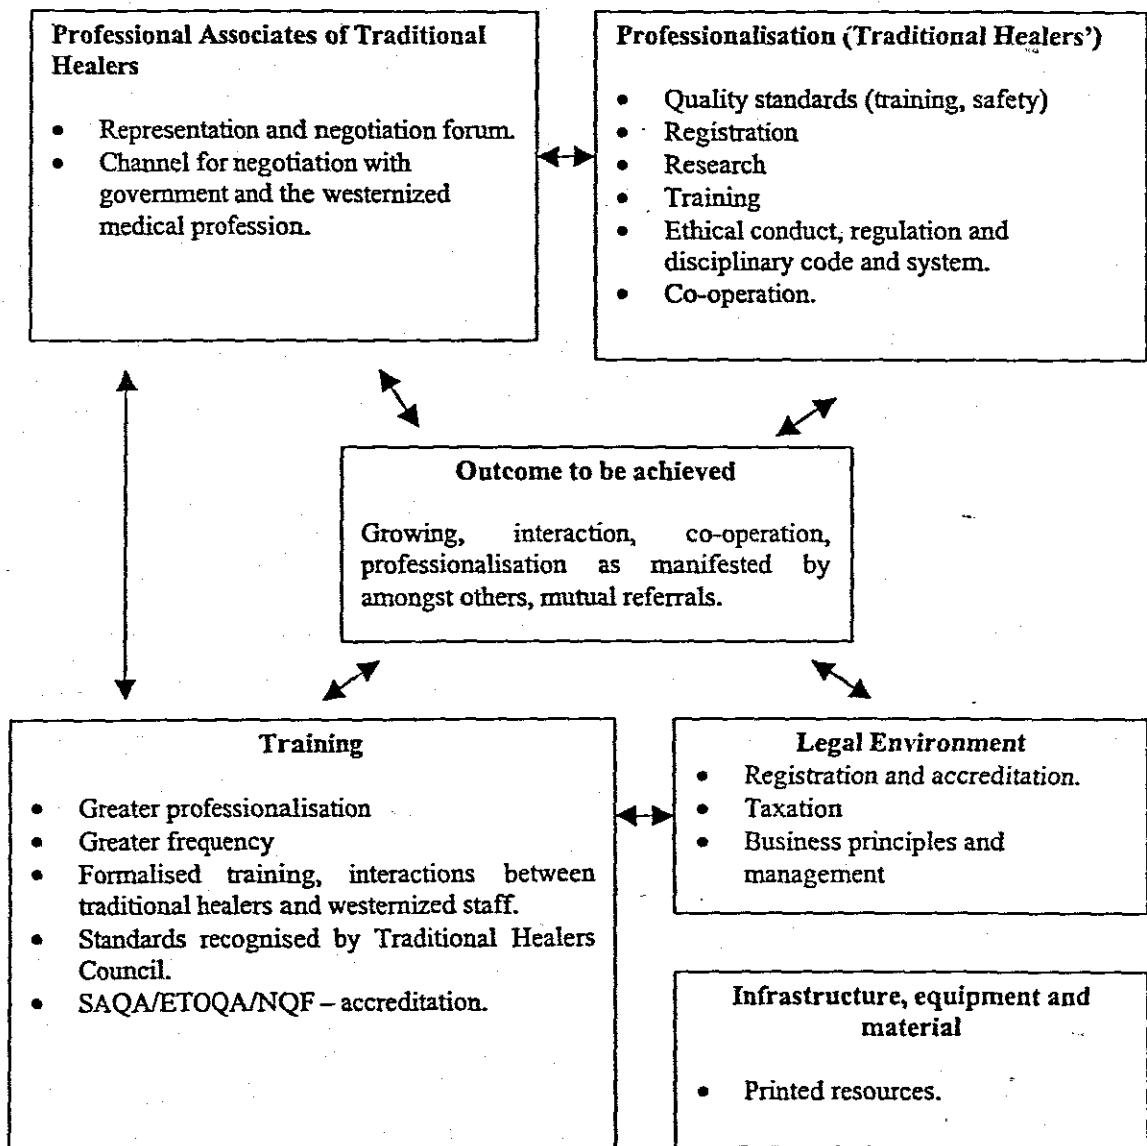 Professional Associates of Traditional
Healers
• Representation and negotiation forum.
• Channel for negotiation with
government and the westernized
medical profession.
Professionalisation (Traditional Healers')
• Quality standards (training, safety)
• Registration
• Research
• Training
• Ethical conduct, regulation and
disciplinary code and system.
• Co-operation.
Outcome to be achieved
Growing, interaction, co-operation,
professionalisation as manifested by
amongst others, mutual referrals.
Training
• Greater professionalisation
• Greater frequency
• Formalised training, interactions between
traditional healers and westernized staff.
• Standards recognised by Traditional Healers
Council.
• SAQA/ETOQA/NQF – accreditation.
Legal Environment
• Registration and accreditation.
• Taxation
• Business principles and
management
Infrastructure, equipment and
material
• Printed resources.